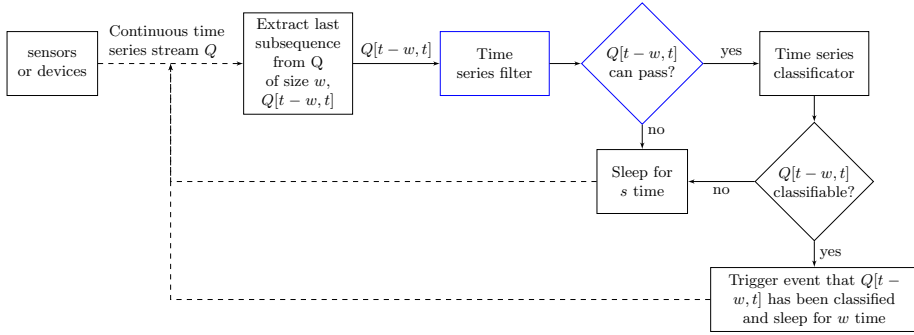 sensors
or devices
Continuous time
series stream Q
Extract last
subsequence
from Q
of size w,
Q[t − w, t]
Q[t − w, t]
Time
series filter
Q[t − w, t]
can pass?
yes
Time series
classificator
no
Sleep for
s time
no
Q[t − w, t]
classifiable?
yes
Trigger event that Q[t −
w, t] has been classified
and sleep for w time